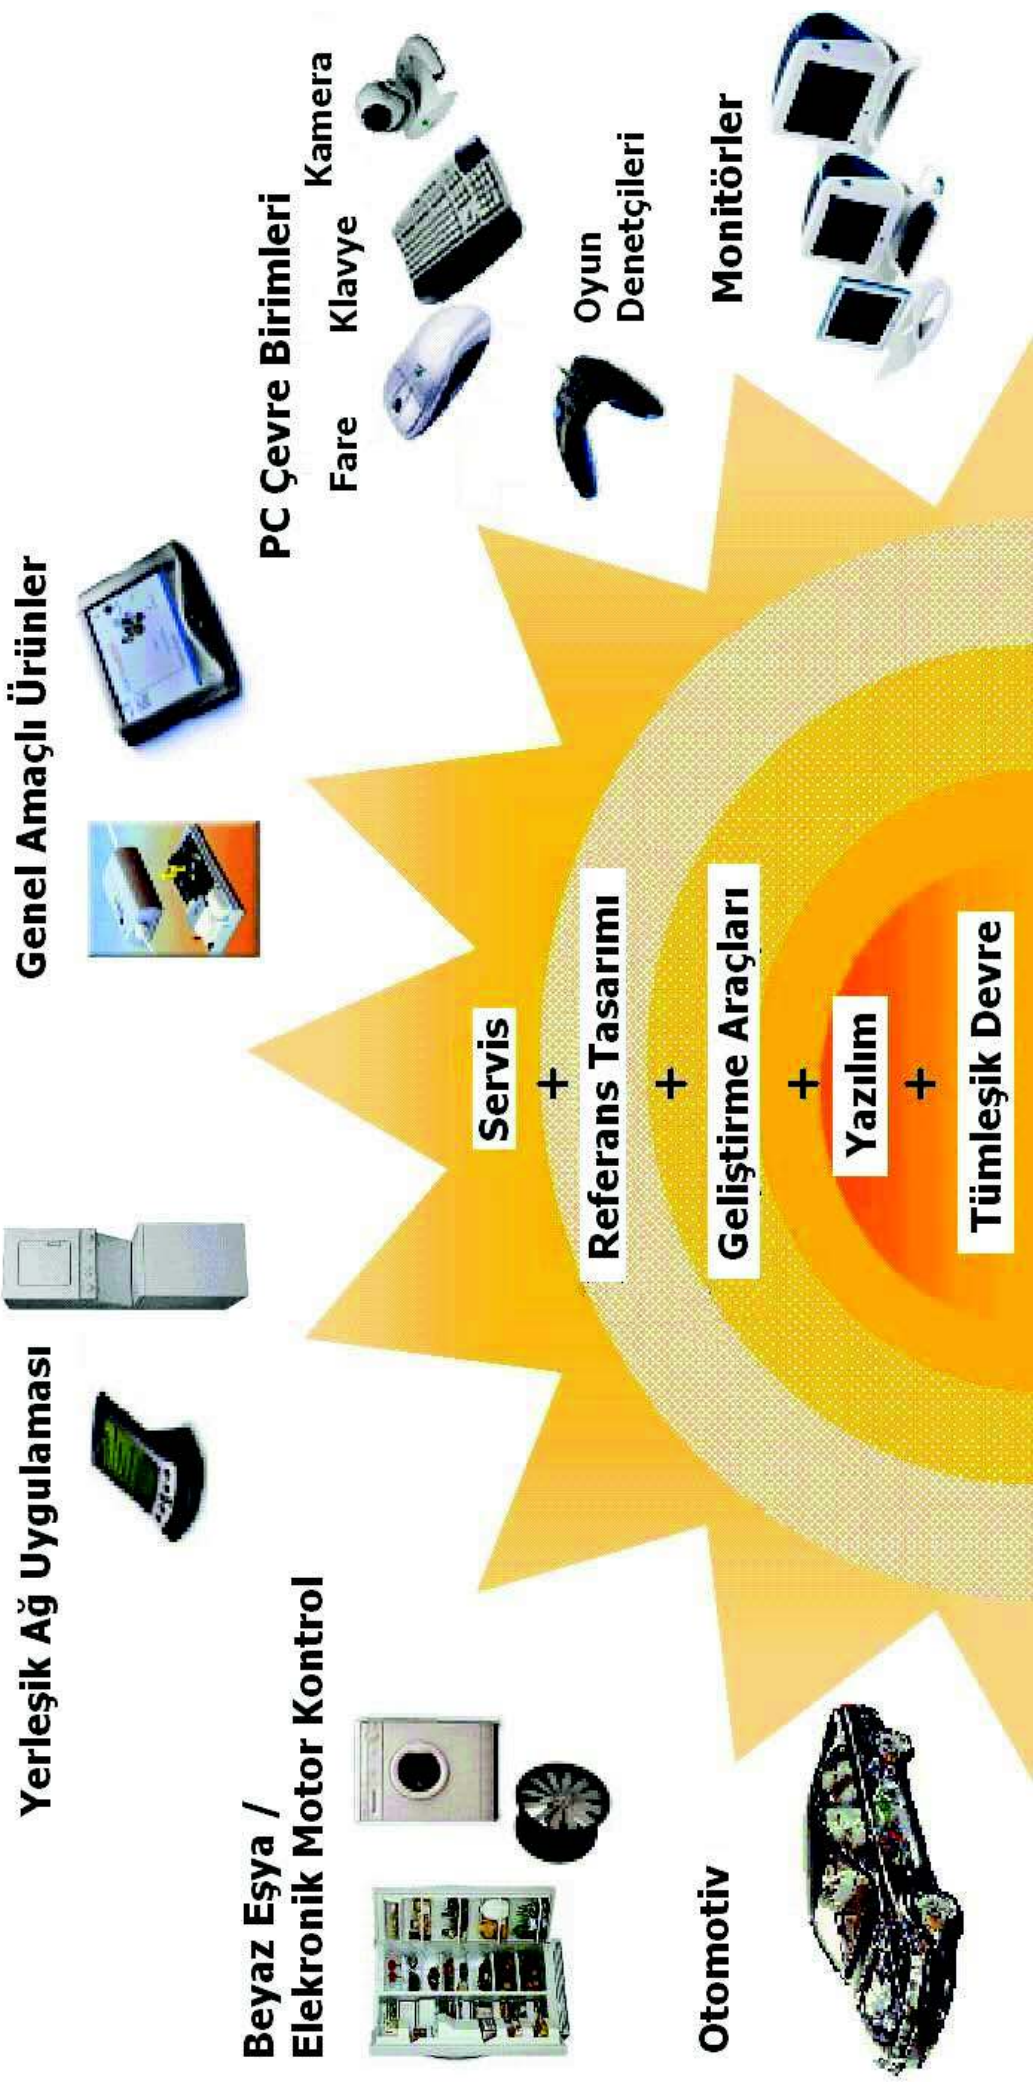 Genel Amaçlı Ürünler
Yerleşik Ağ Uygulaması
PC Çevre Birimleri
Fare
Klavye
Kamera
Beyaz Eşya /
Elekronik Motor Kontrol
Oyun
Denetçileri
Otomotiv
Monitörler
Servis
+
Referans Tasarımı
+
Geliştirme Araçları
+
Yazılım
+
Tümleşik Devre